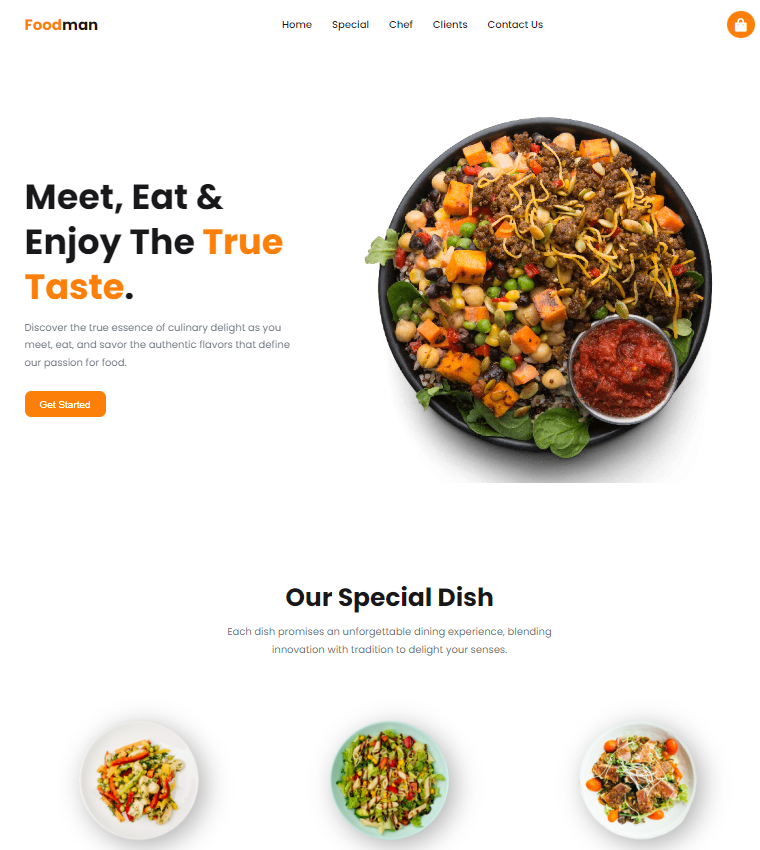 Foodman
Home Special Chef Clients Contact Us
Meet, Eat &
Enjoy The True
Taste.
Discover the true essence of culinary delight as you
meet, eat, and savor the authentic flavors that define
our passion for food.
Get Started
Our Special Dish
Each dish promises an unforgettable dining experience, blending
innovation with tradition to delight your senses.